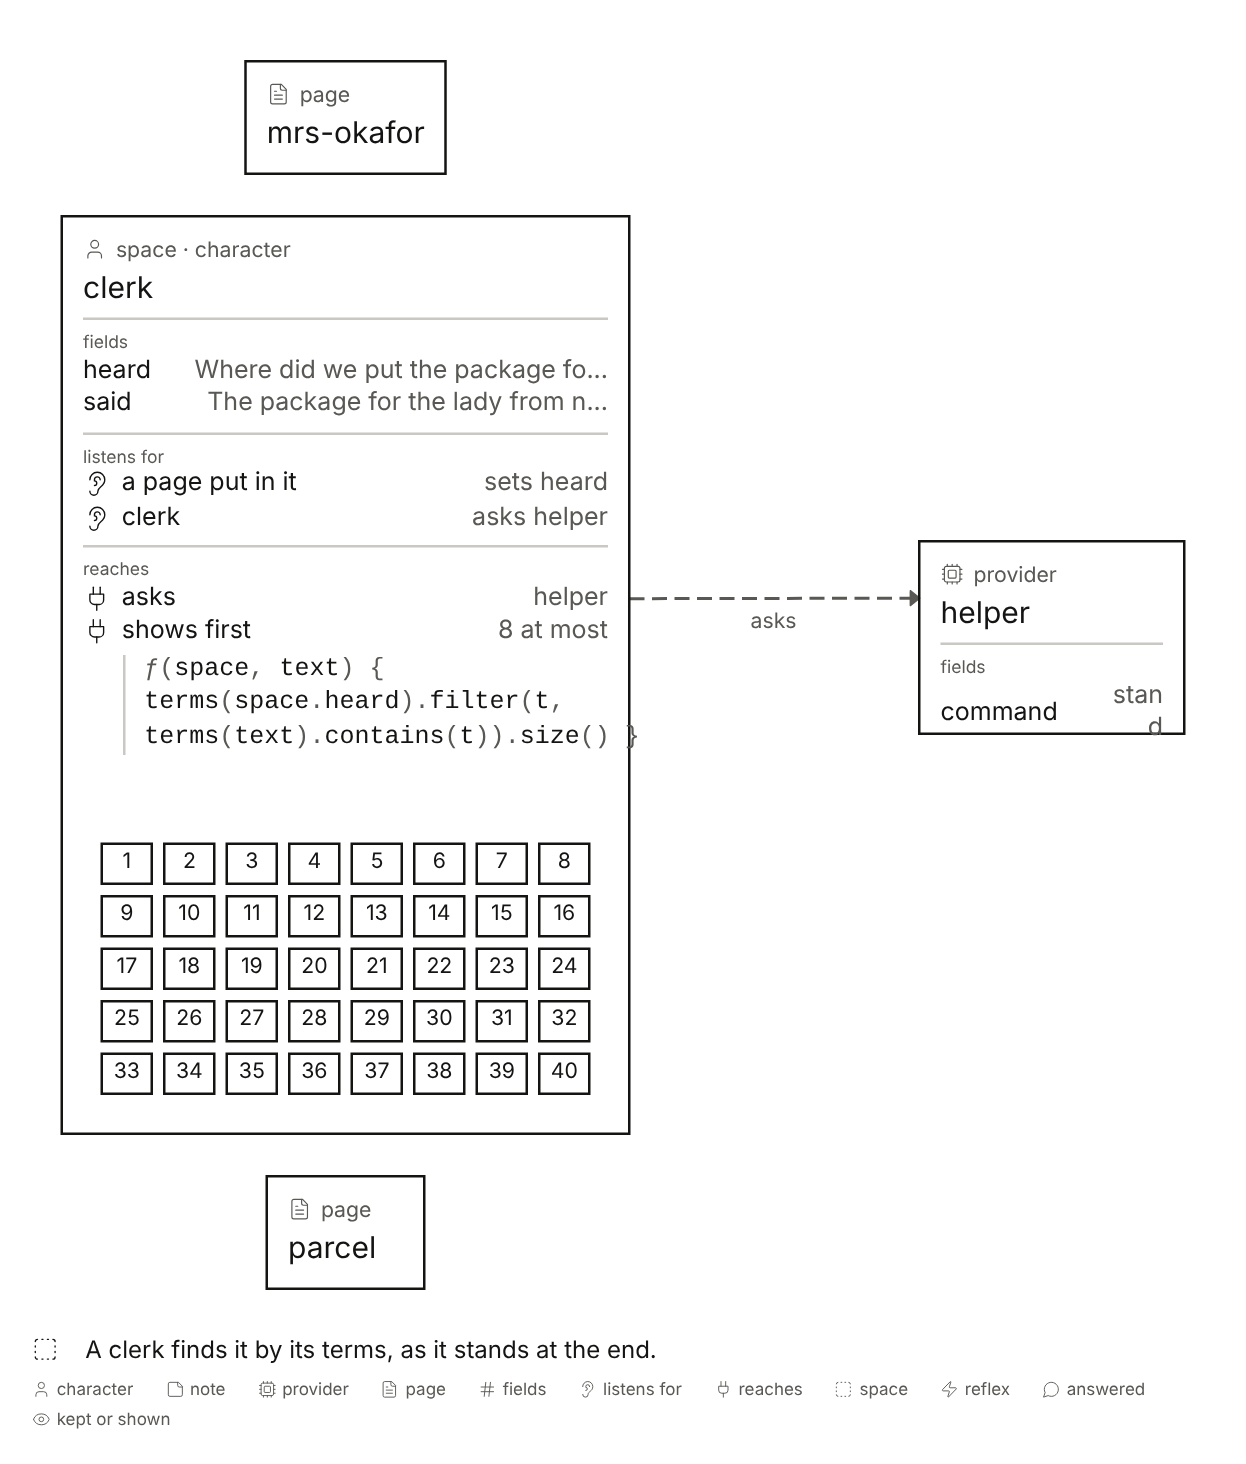 page
mrs-okafor
space · character
clerk
fields
heard Where did we put the package fo...
said The package for the lady from n...
listens for
a page put in it sets heard
clerk asks helper
reaches
asks helper
shows first 8 at most
ƒ(space, text) {
terms(space.heard).filter(t,
terms(text).contains(t)).size() }
asks
provider
helper
fields
command stan
d
1 2 3 4 5 6 7 8
9 10 11 12 13 14 15 16
17 18 19 20 21 22 23 24
25 26 27 28 29 30 31 32
33 34 35 36 37 38 39 40
page
parcel
A clerk finds it by its terms, as it stands at the end.
character note provider page fields listens for reaches space reflex answered
kept or shown